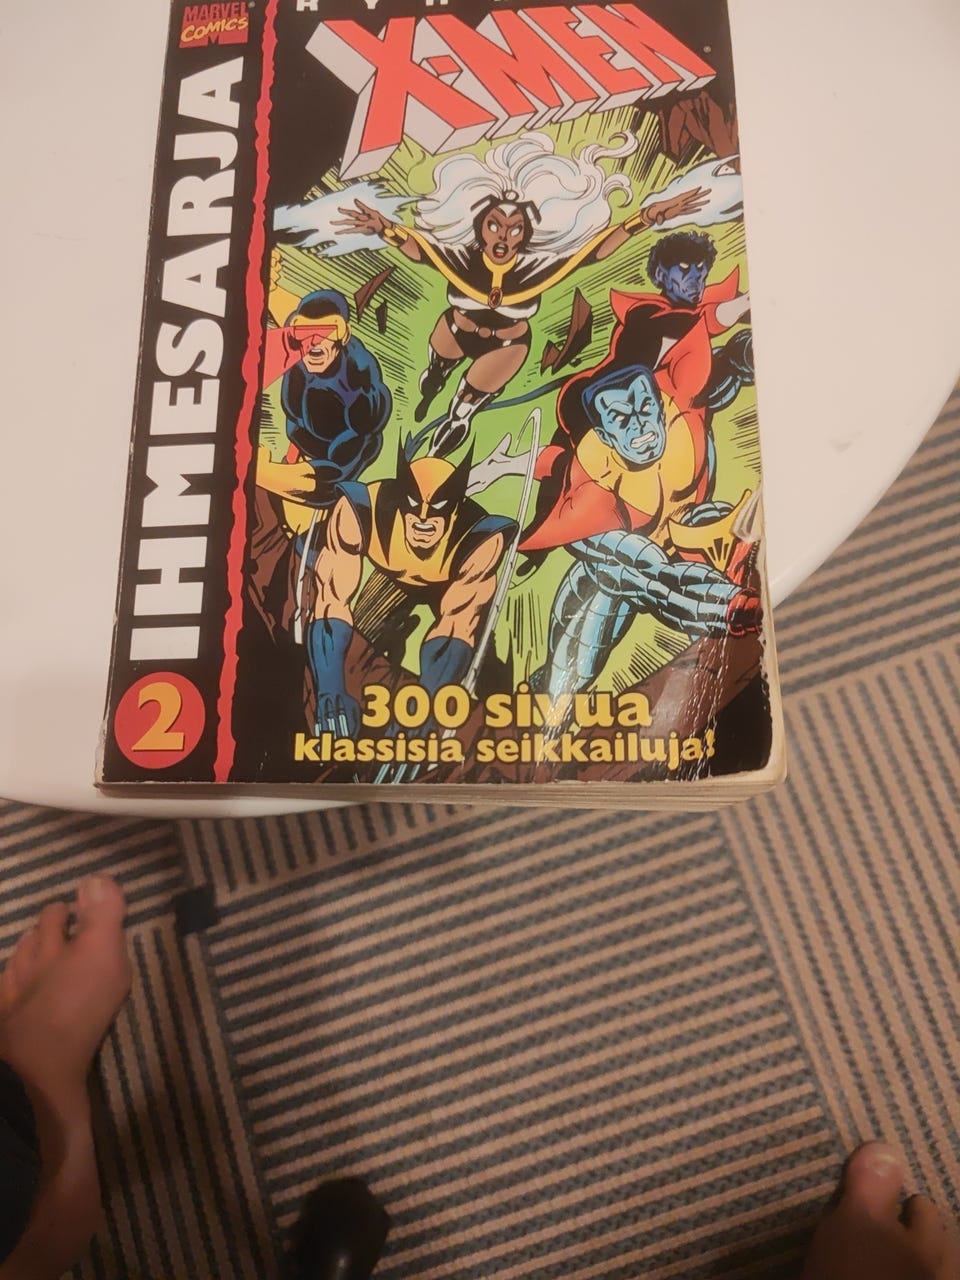 MARVEL
COMICS
X-MEN
IHMESARJA
2
300 sivua
klassisia seikkailuja!